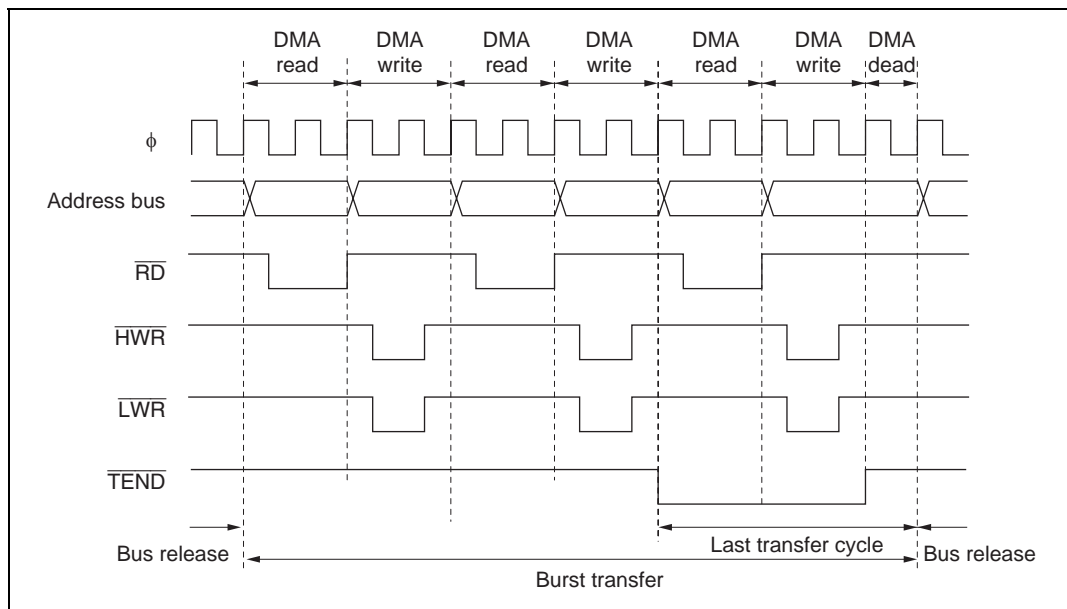 DMA read
DMA write
DMA read
DMA write
DMA read
DMA write
DMA dead
ϕ
Address bus
RD
HWR
LWR
TEND
Bus release
Last transfer cycle
Bus release
Burst transfer